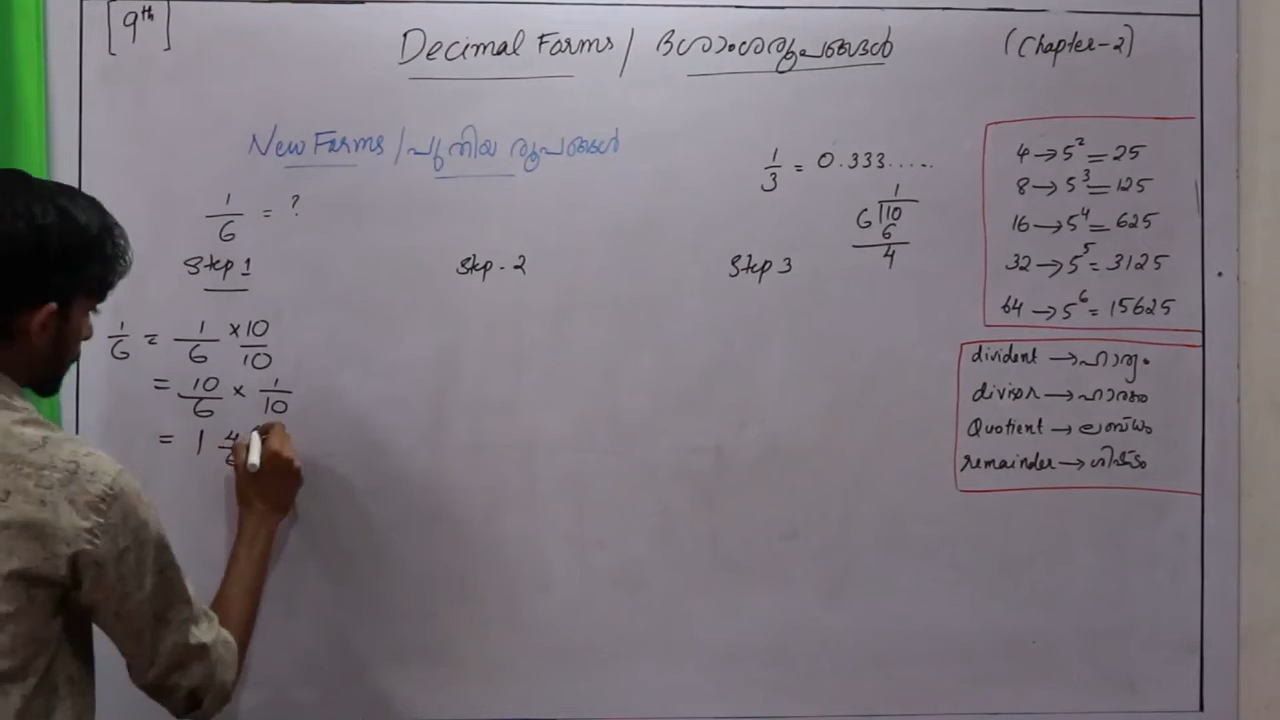 [9th]
Decimal Forms / ദശാംശരൂപങ്ങൾ
(Chapter-2)
New Forms / പുതിയ രൂപങ്ങൾ
1/3 = 0.333.....
1/6 = ?
1
6 10
6
4
Step 1
Step - 2
Step 3
1/6 = 1/6 × 10/10
= 10/6 × 1/10
= 1 4/6
4 → 5² = 25
8 → 5³ = 125
16 → 5⁴ = 625
32 → 5⁵ = 3125
64 → 5⁶ = 15625
divident → ഹാര്യം
divisor → ഹാരകം
Quotient → ലബ്ധം
remainder → ശിഷ്ടം